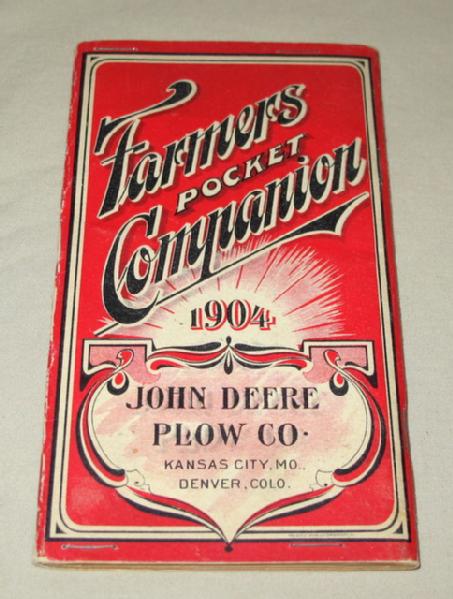 Farmers
POCKET
Companion
1904
JOHN DEERE
PLOW CO.
KANSAS CITY, MO.,
DENVER, COLO.